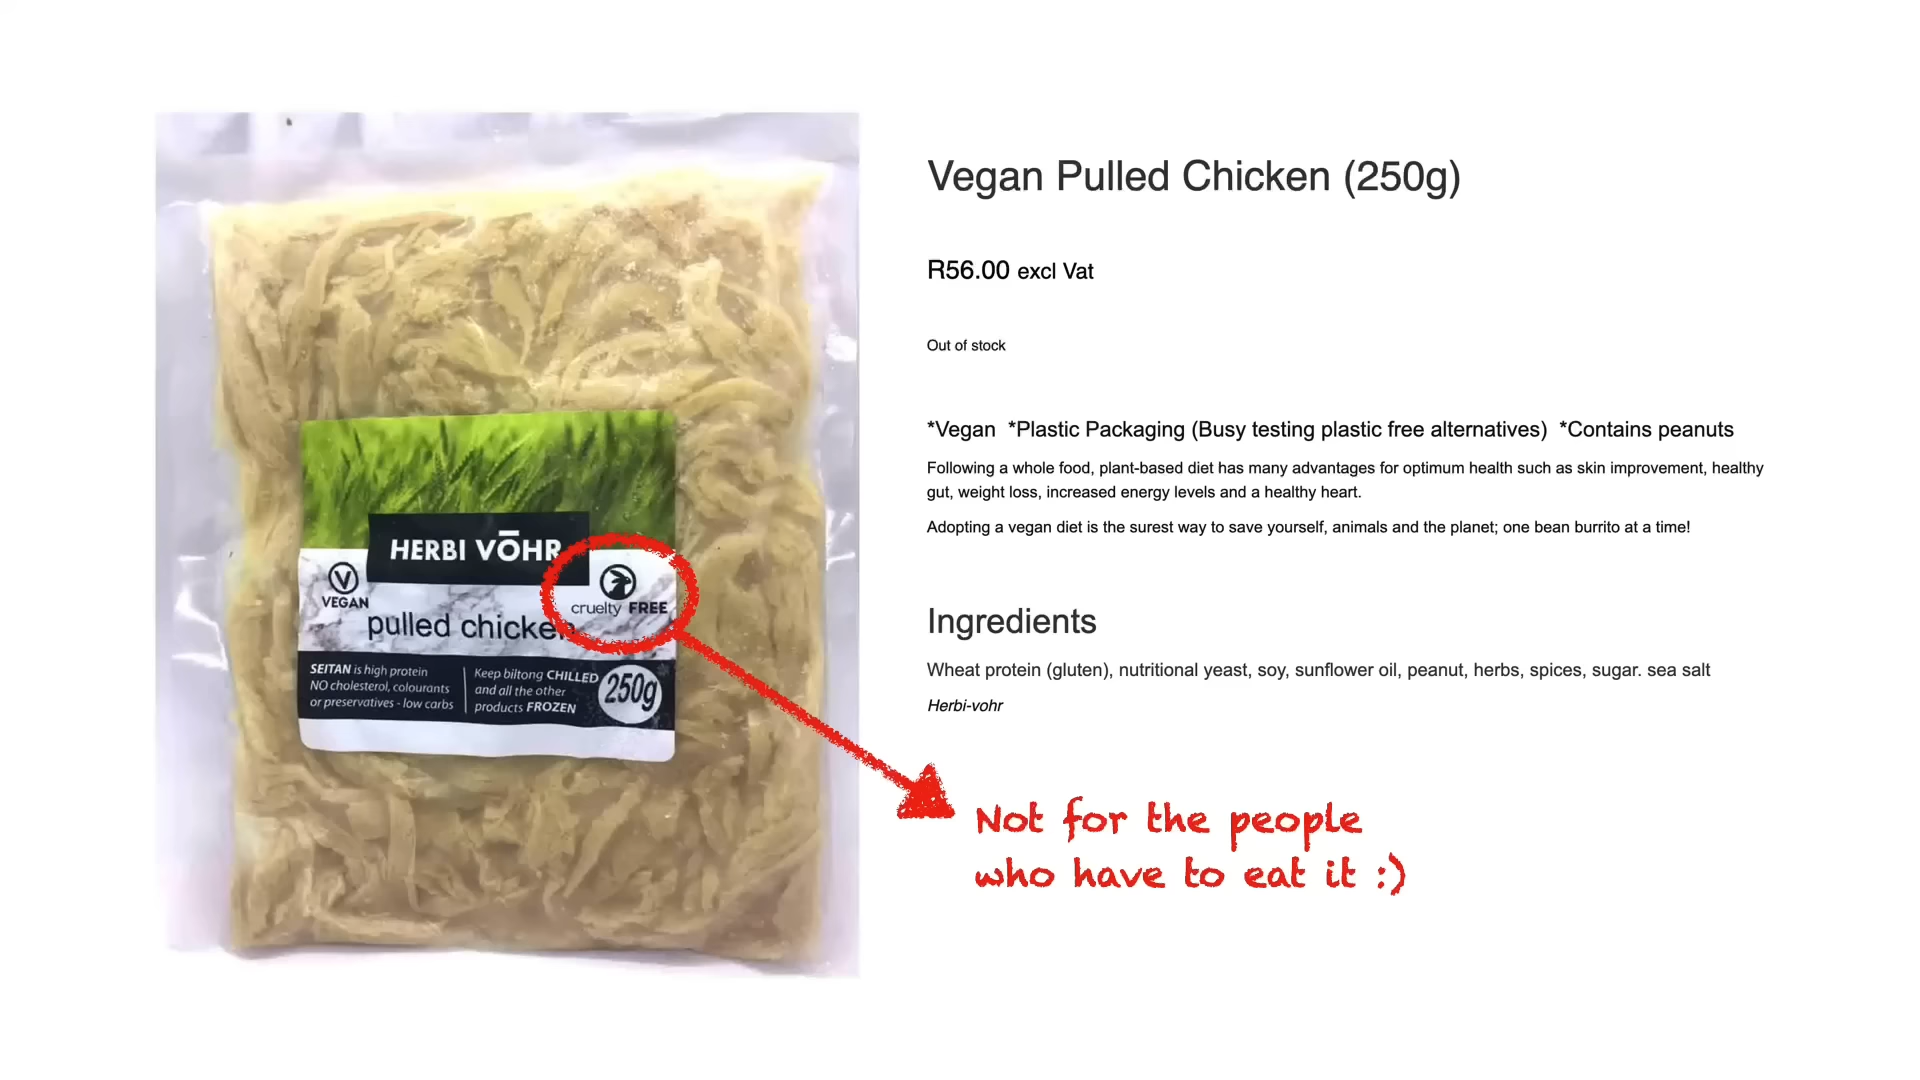 Vegan Pulled Chicken (250g)
R56.00 excl Vat
Out of stock
*Vegan *Plastic Packaging (Busy testing plastic free alternatives) *Contains peanuts
Following a whole food, plant-based diet has many advantages for optimum health such as skin improvement, healthy
gut, weight loss, increased energy levels and a healthy heart.
Adopting a vegan diet is the surest way to save yourself, animals and the planet; one bean burrito at a time!
Ingredients
Wheat protein (gluten), nutritional yeast, soy, sunflower oil, peanut, herbs, spices, sugar. sea salt
Herbi-vohr
HERBI VŌHR
V
VEGAN
cruelty FREE
pulled chicken
SEITAN is high protein
NO cholesterol, colourants
or preservatives - low carbs
Keep biltong CHILLED
and all the other
products FROZEN
250g
Not for the people
who have to eat it :)